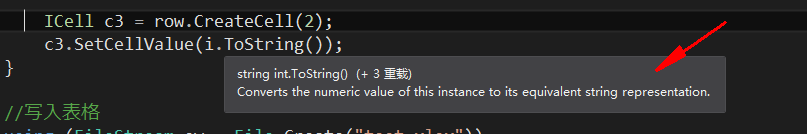 ICell c3 = row.CreateCell(2);
c3.SetCellValue(i.ToString());
}
string int.ToString() (+ 3 重载)
Converts the numeric value of this instance to its equivalent string representation.
//写入表格
using (FileStream sw = File.Create("test.xlsx"))